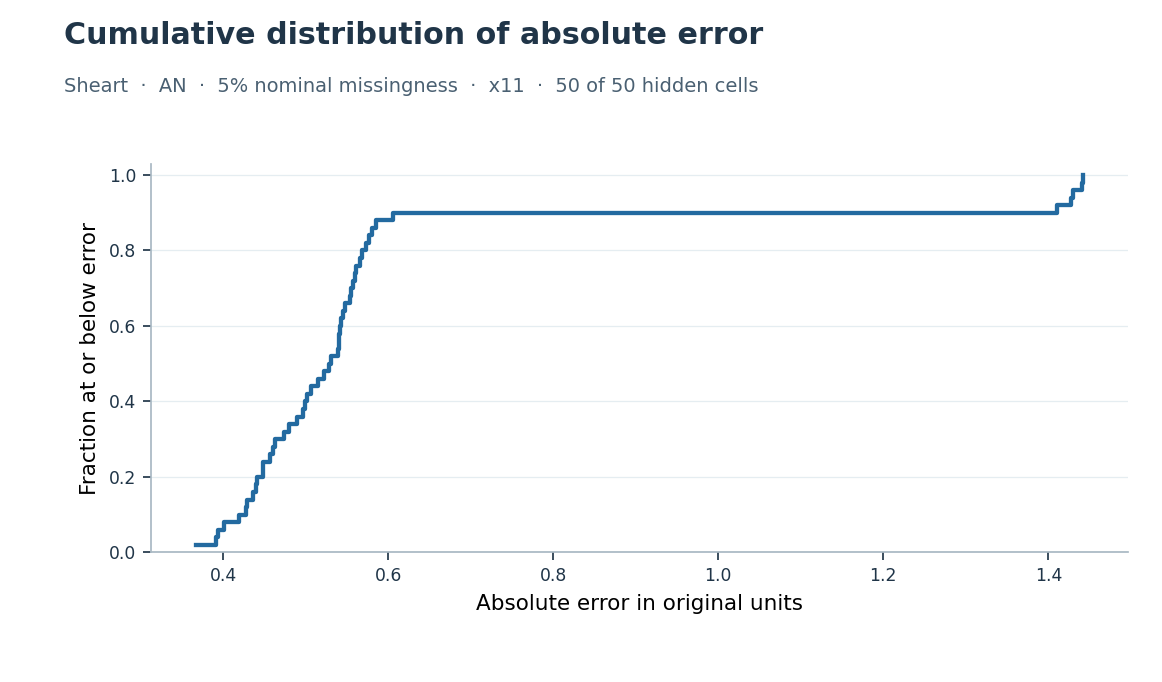 Cumulative distribution of absolute error
Sheart · AN · 5% nominal missingness · x11 · 50 of 50 hidden cells
Fraction at or below error
1.0
0.8
0.6
0.4
0.2
0.0
0.4 0.6 0.8 1.0 1.2 1.4
Absolute error in original units